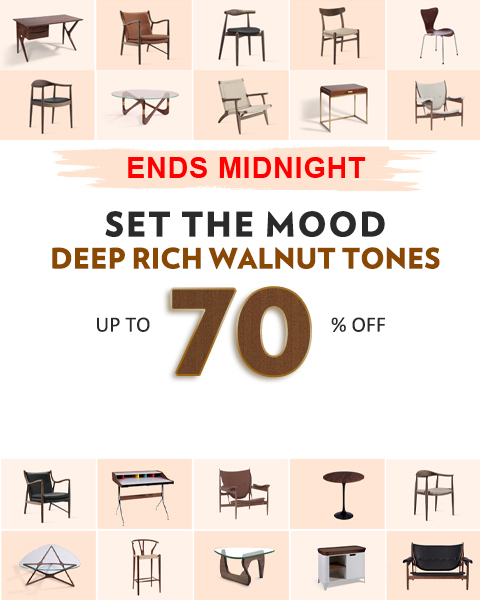 ENDS MIDNIGHT
SET THE MOOD
DEEP RICH WALNUT TONES
UP TO 70 % OFF